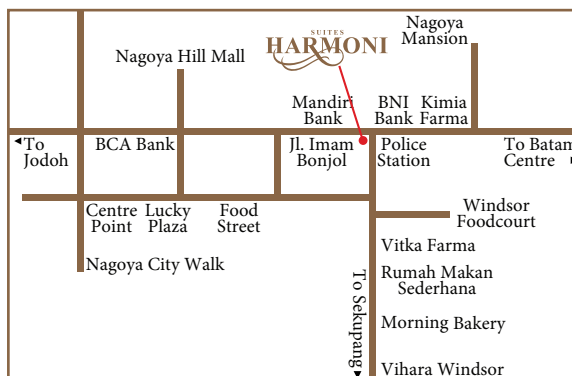 SUITES
HARMONI
Nagoya
Mansion
Nagoya Hill Mall
Mandiri
Bank
BNI
Bank
Kimia
Farma
To
Jodoh
BCA Bank
Jl. Imam
Bonjol
Police
Station
To Batam
Centre
Centre
Point
Lucky
Plaza
Food
Street
Windsor
Foodcourt
Nagoya City Walk
Vitka Farma
Rumah Makan
Sederhana
To Sekupang
Morning Bakery
Vihara Windsor